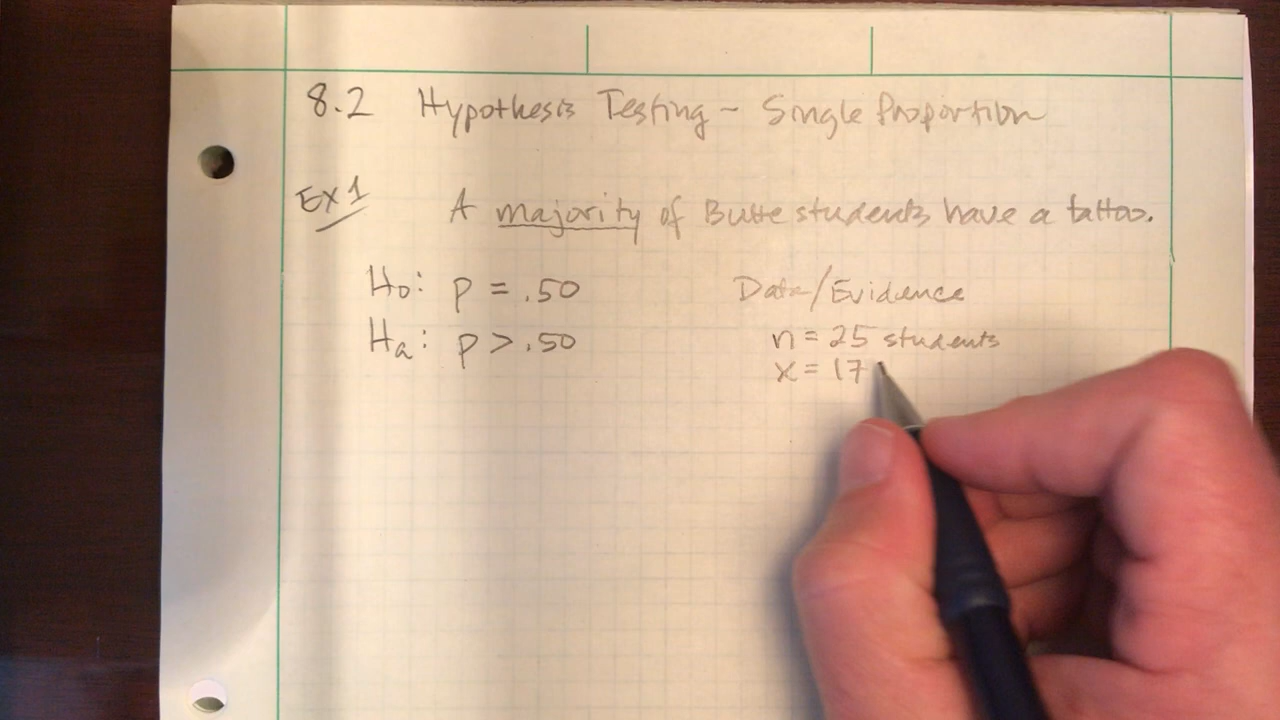 8.2 Hypothesis Testing ~ Single Proportion
Ex 1 A majority of Butte students have a tattoo.
H₀: p = .50 Data/Evidence
Hₐ: p > .50 n = 25 students
x = 17